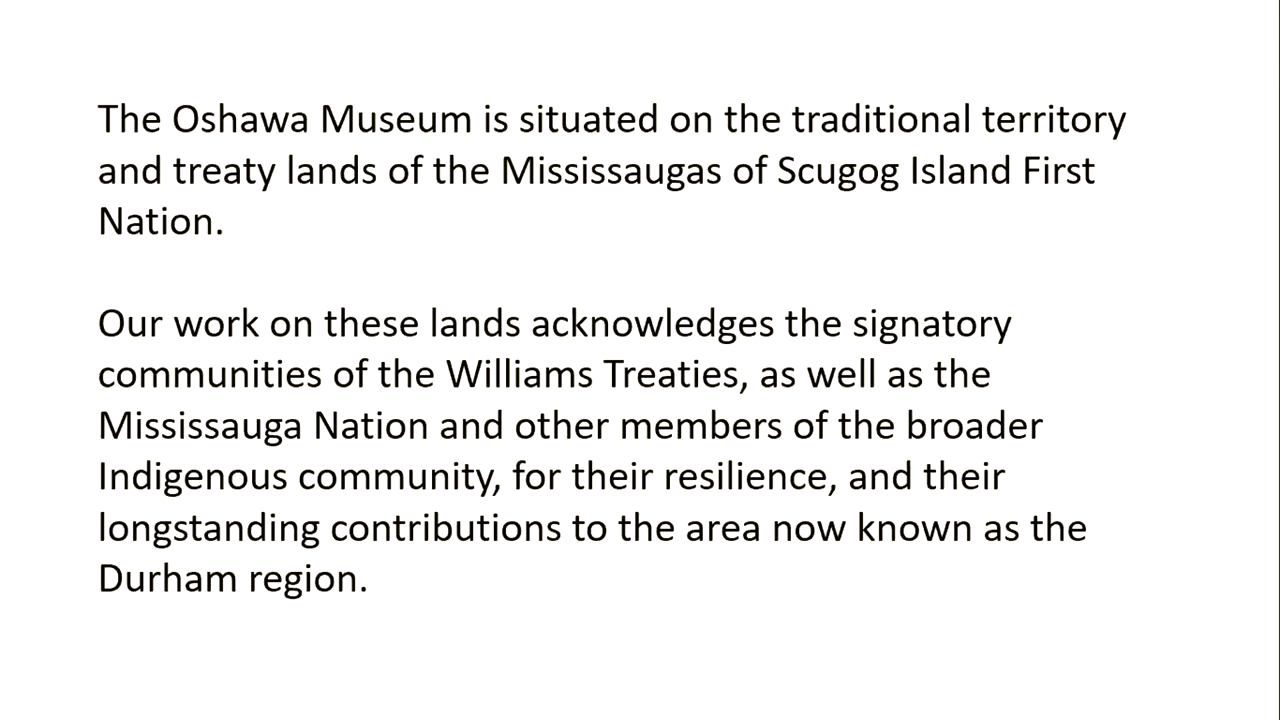 The Oshawa Museum is situated on the traditional territory
and treaty lands of the Mississaugas of Scugog Island First
Nation.
Our work on these lands acknowledges the signatory
communities of the Williams Treaties, as well as the
Mississauga Nation and other members of the broader
Indigenous community, for their resilience, and their
longstanding contributions to the area now known as the
Durham region.